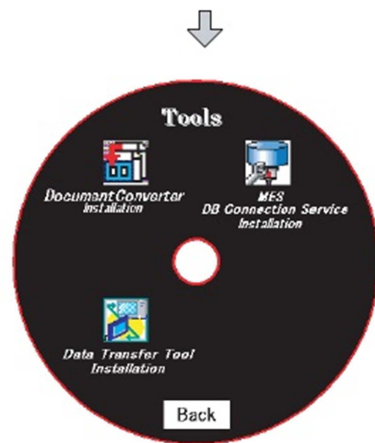 Tools
DocumentConverter
Installation
MES
DB Connection Service
Installation
Data Transfer Tool
Installation
Back